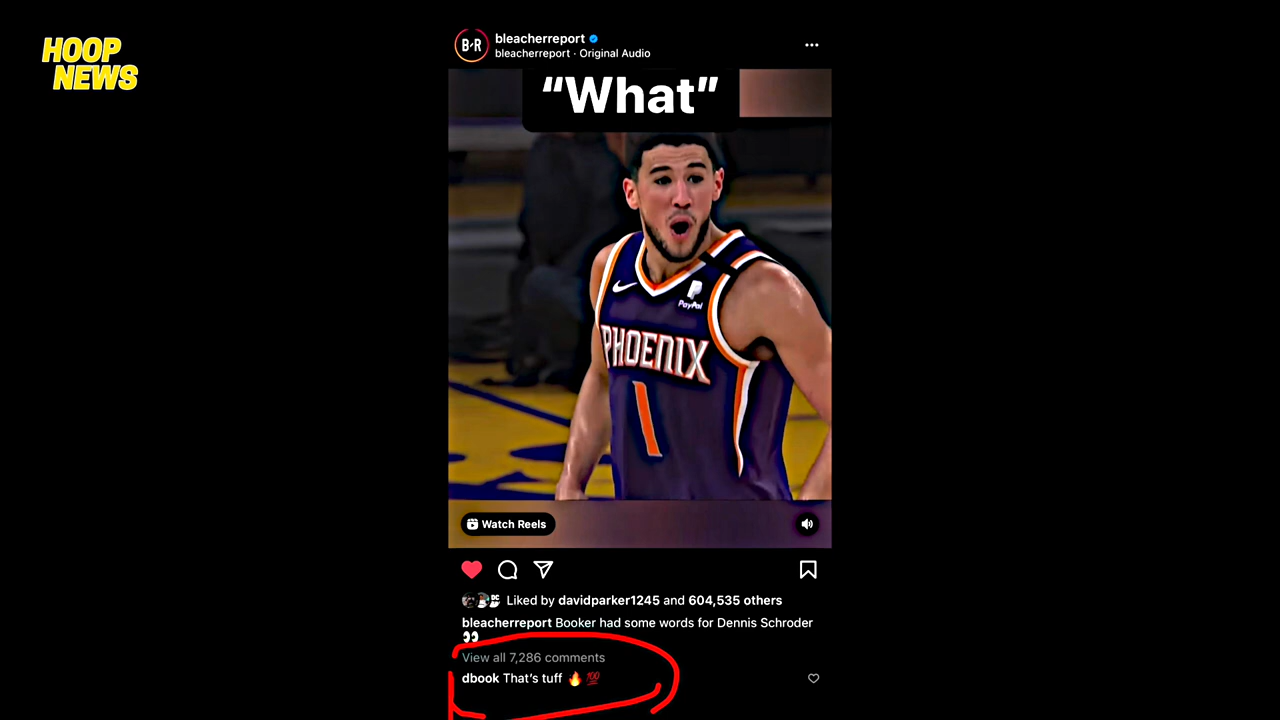 HOOP
NEWS
B/R
bleacherreport
bleacherreport · Original Audio
“What”
PayPal
PHOENIX
1
Watch Reels
Liked by davidparker1245 and 604,535 others
bleacherreport Booker had some words for Dennis Schroder
👀
View all 7,286 comments
dbook That’s tuff 🔥 💯